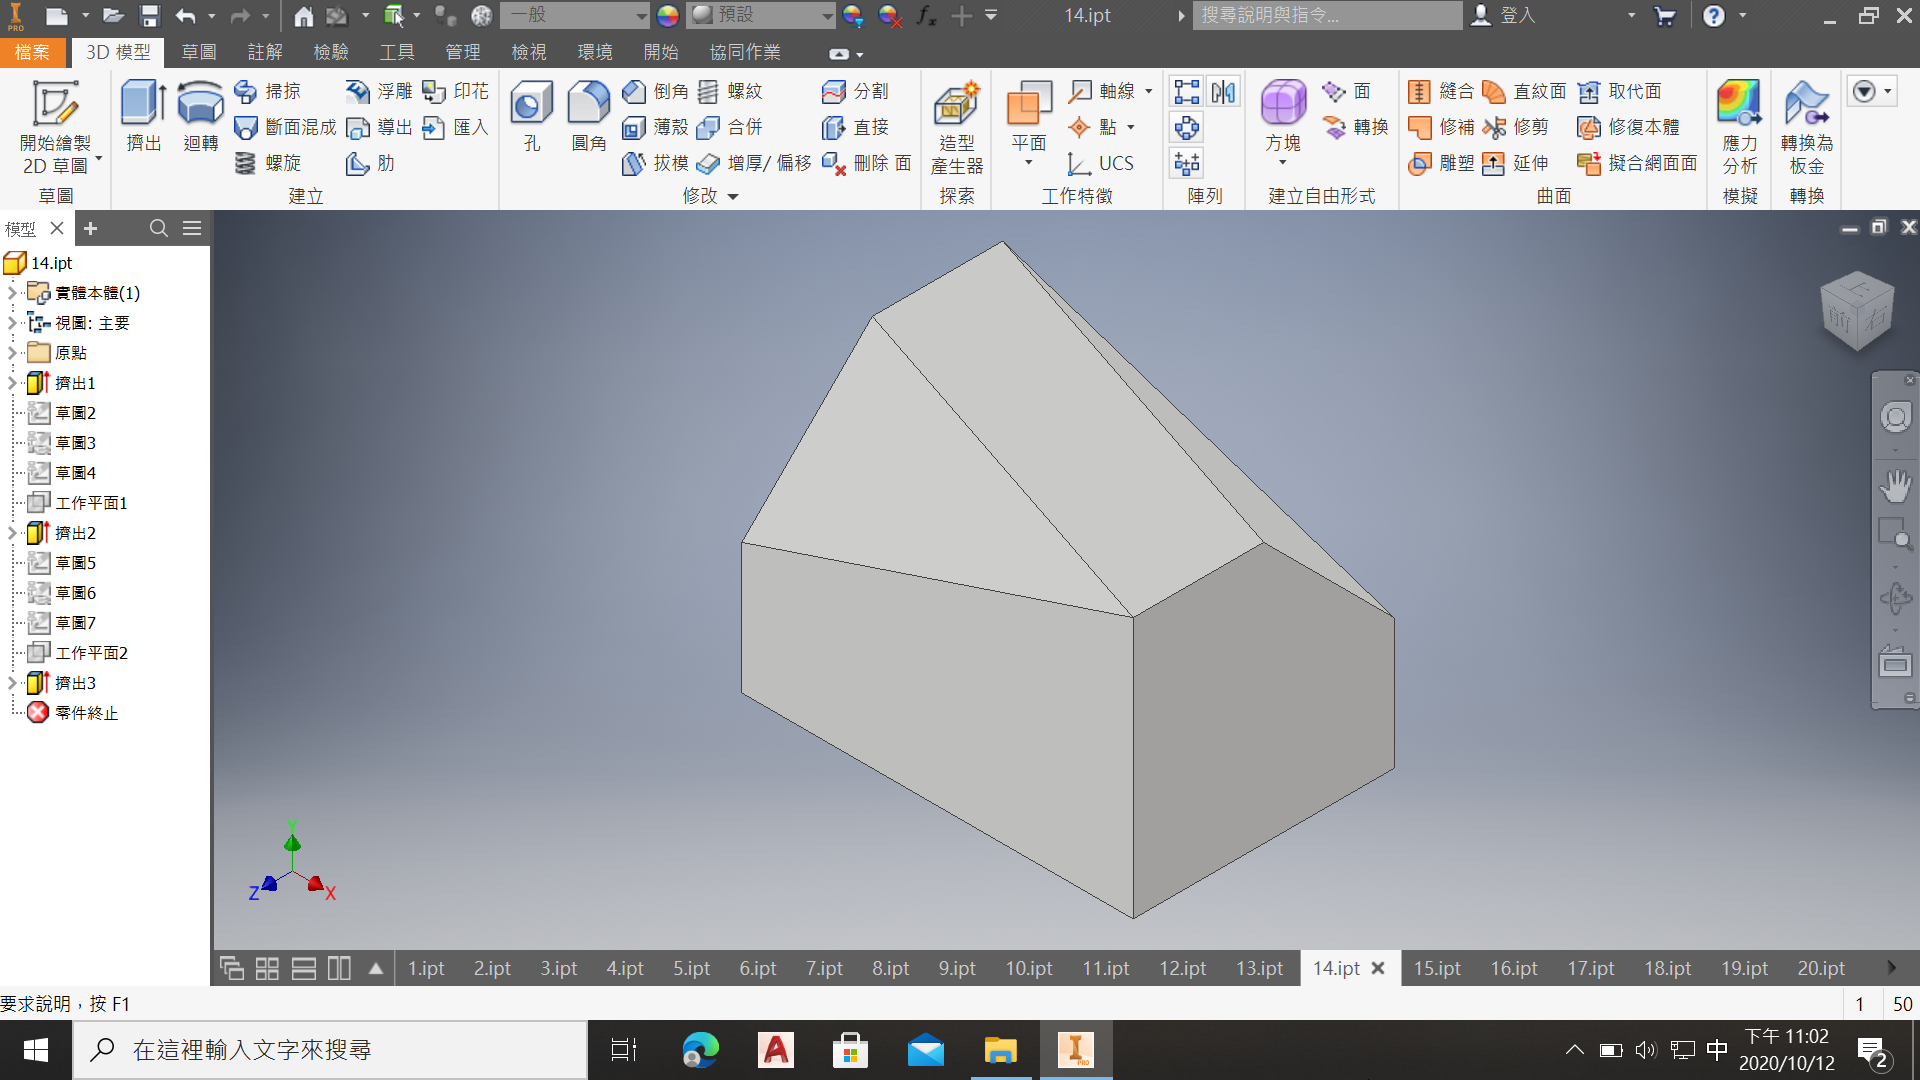 PRO
一般
預設
fx
14.ipt
搜尋說明與指令...
登入
檔案 3D 模型 草圖 註解 檢驗 工具 管理 檢視 環境 開始 協同作業
開始繪製
2D 草圖
草圖
擠出
迴轉
掃掠
斷面混成
螺旋
浮雕
導出
肋
印花
匯入
建立
孔
圓角
倒角
薄殼
拔模
螺紋
合併
增厚/ 偏移
分割
直接
刪除 面
修改
造型
產生器
探索
平面
軸線
點
UCS
工作特徵
陣列
方塊
面
轉換
建立自由形式
縫合
修補
雕塑
直紋面
修剪
延伸
取代面
修復本體
擬合網面面
曲面
應力
分析
模擬
轉換為
板金
轉換
模型
14.ipt
實體本體(1)
視圖: 主要
原點
擠出1
草圖2
草圖3
草圖4
工作平面1
擠出2
草圖5
草圖6
草圖7
工作平面2
擠出3
零件終止
上
前
右
Y
Z
X
1.ipt 2.ipt 3.ipt 4.ipt 5.ipt 6.ipt 7.ipt 8.ipt 9.ipt 10.ipt 11.ipt 12.ipt 13.ipt 14.ipt 15.ipt 16.ipt 17.ipt 18.ipt 19.ipt 20.ipt
要求說明，按 F1
1
50
在這裡輸入文字來搜尋
PRO
中
下午 11:02
2020/10/12
2